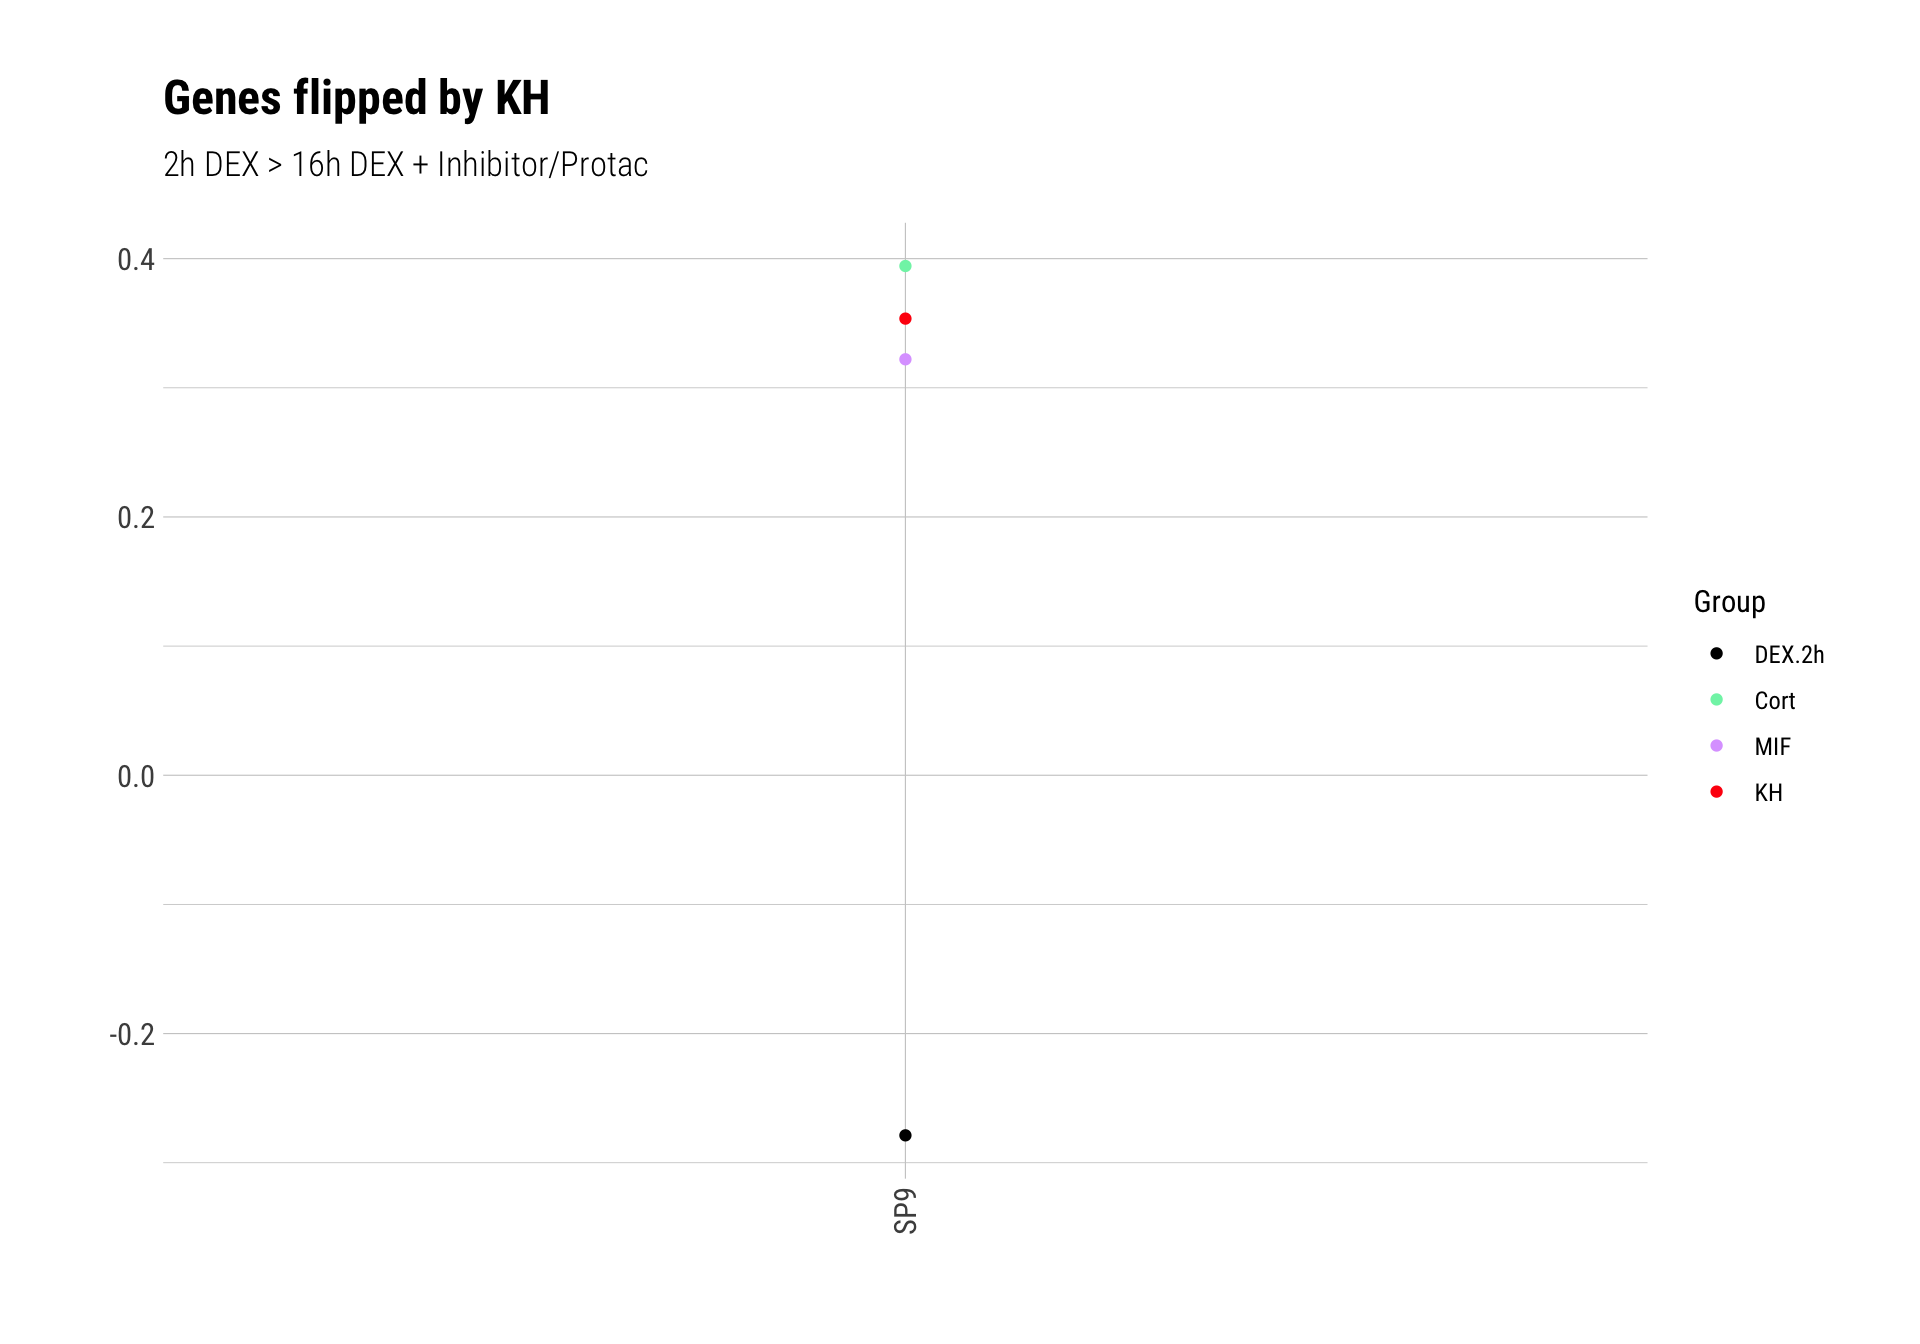 Genes flipped by KH
2h DEX > 16h DEX + Inhibitor/Protac
0.4
0.2
0.0
-0.2
SP9
Group
DEX.2h
Cort
MIF
KH